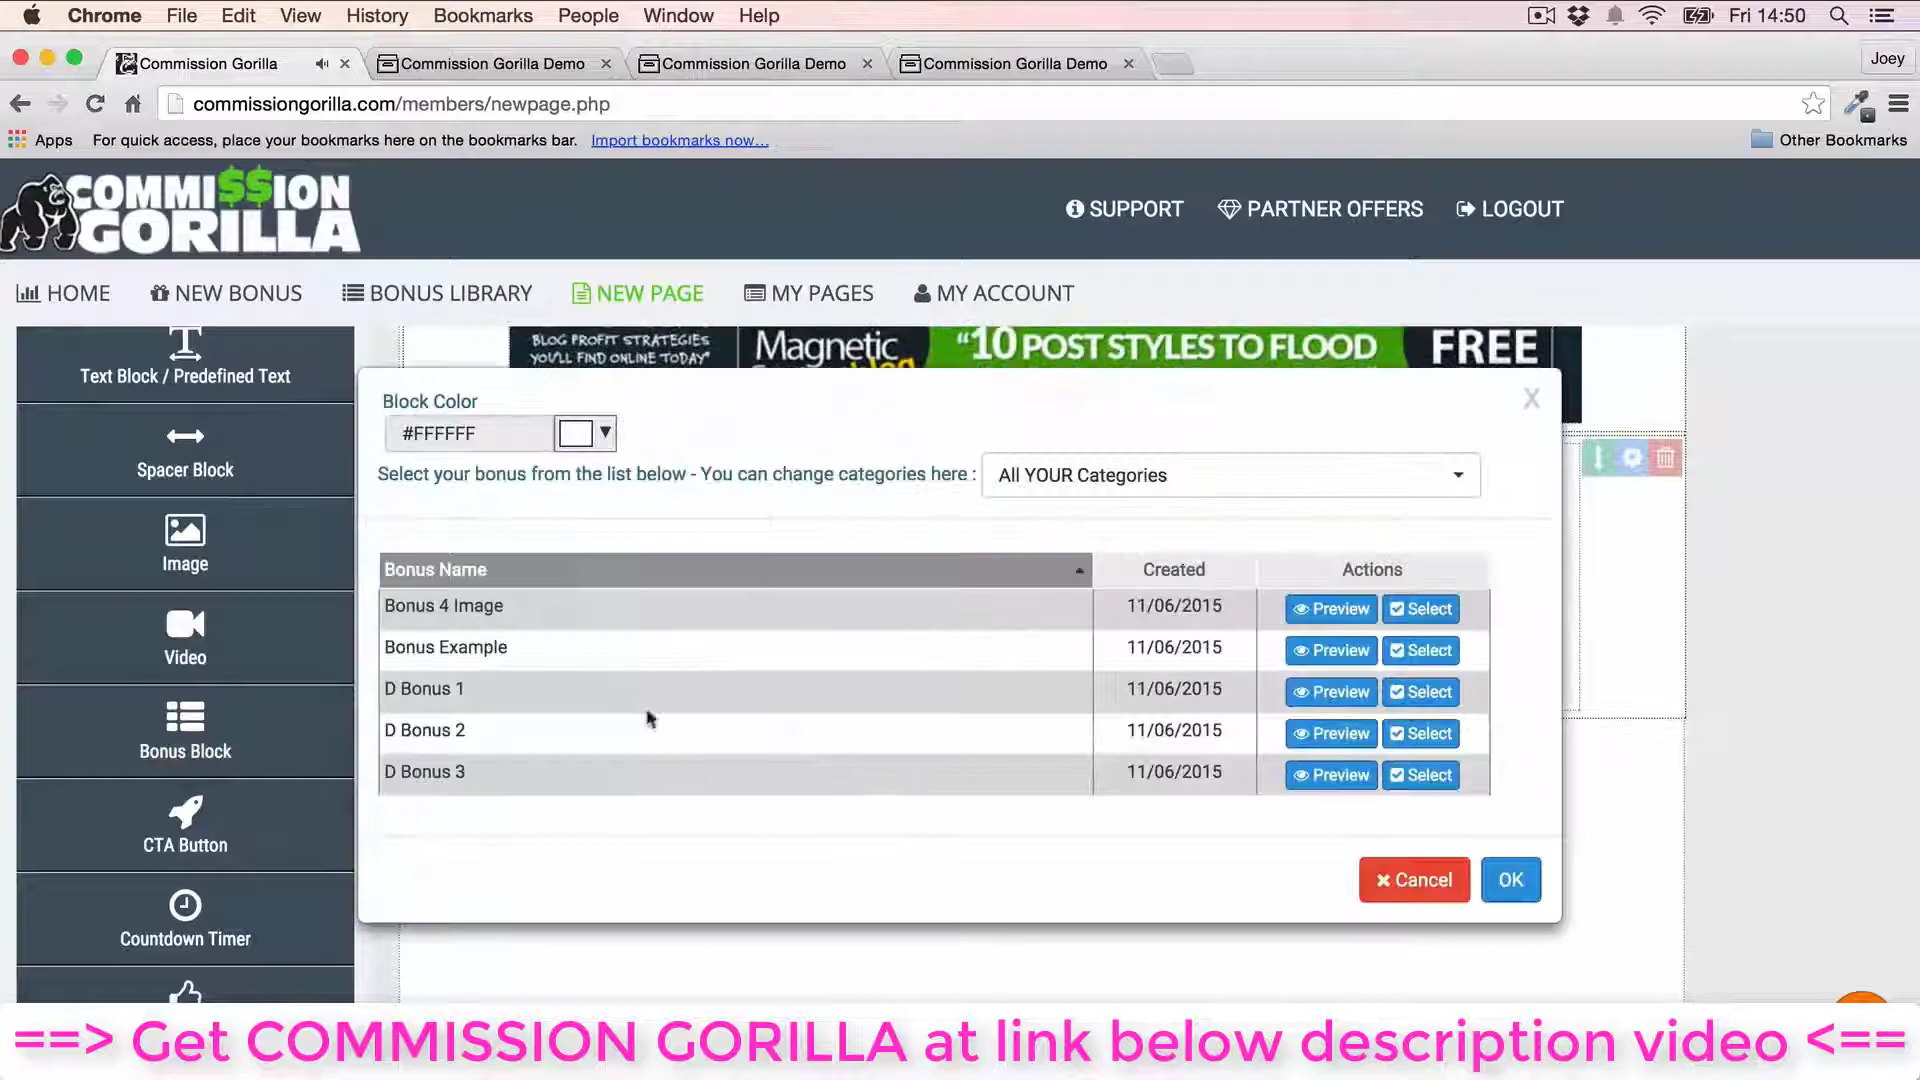 Chrome File Edit View History Bookmarks People Window Help Fri 14:50
Commission Gorilla Commission Gorilla Demo Commission Gorilla Demo Commission Gorilla Demo Joey
commissiongorilla.com/members/newpage.php
Apps For quick access, place your bookmarks here on the bookmarks bar. Import bookmarks now... Other Bookmarks
COMMI$$ION
GORILLA
SUPPORT PARTNER OFFERS LOGOUT
HOME NEW BONUS BONUS LIBRARY NEW PAGE MY PAGES MY ACCOUNT
BLOG PROFIT STRATEGIES
YOU'LL FIND ONLINE TODAY"
Magnetic
"10 POST STYLES TO FLOOD
FREE
Text Block / Predefined Text
Spacer Block
Image
Video
Bonus Block
CTA Button
Countdown Timer
X
Block Color
#FFFFFF
Select your bonus from the list below - You can change categories here : All YOUR Categories
Bonus Name Created Actions
Bonus 4 Image 11/06/2015 Preview Select
Bonus Example 11/06/2015 Preview Select
D Bonus 1 11/06/2015 Preview Select
D Bonus 2 11/06/2015 Preview Select
D Bonus 3 11/06/2015 Preview Select
Cancel OK
==> Get COMMISSION GORILLA at link below description video <==